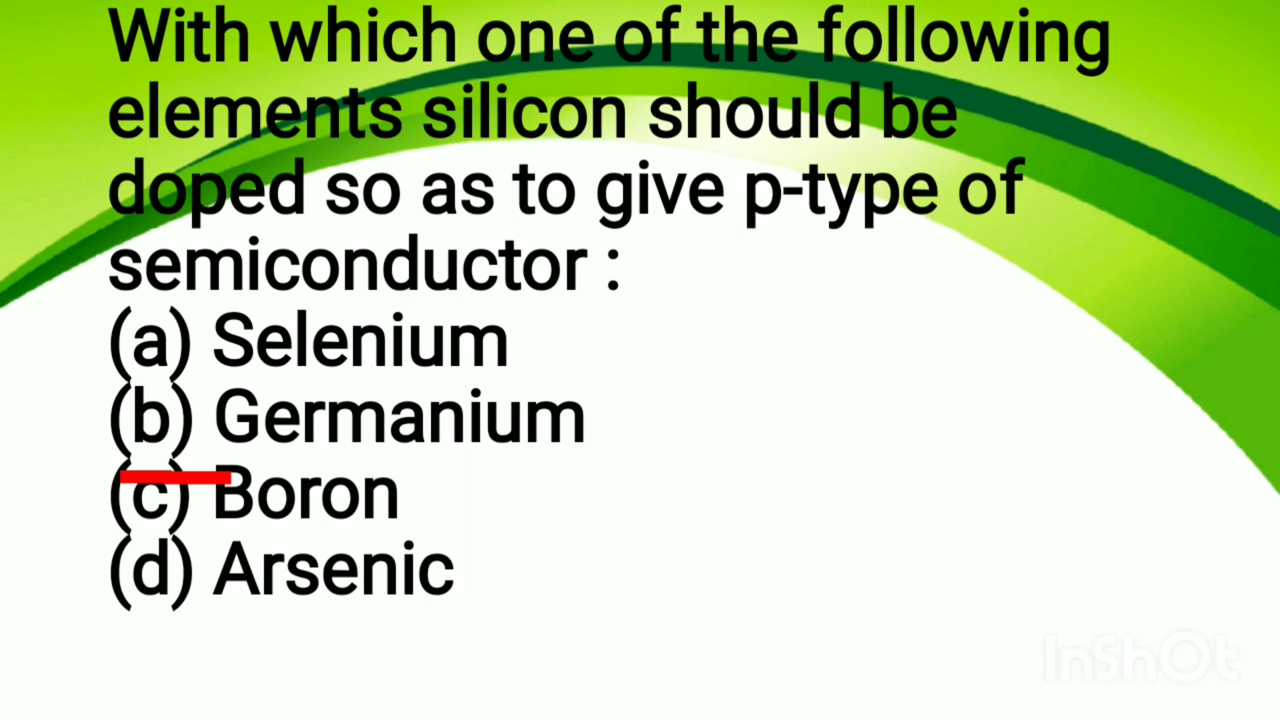 With which one of the following
elements silicon should be
doped so as to give p-type of
semiconductor :
(a) Selenium
(b) Germanium
(c) Boron
(d) Arsenic
InShOt